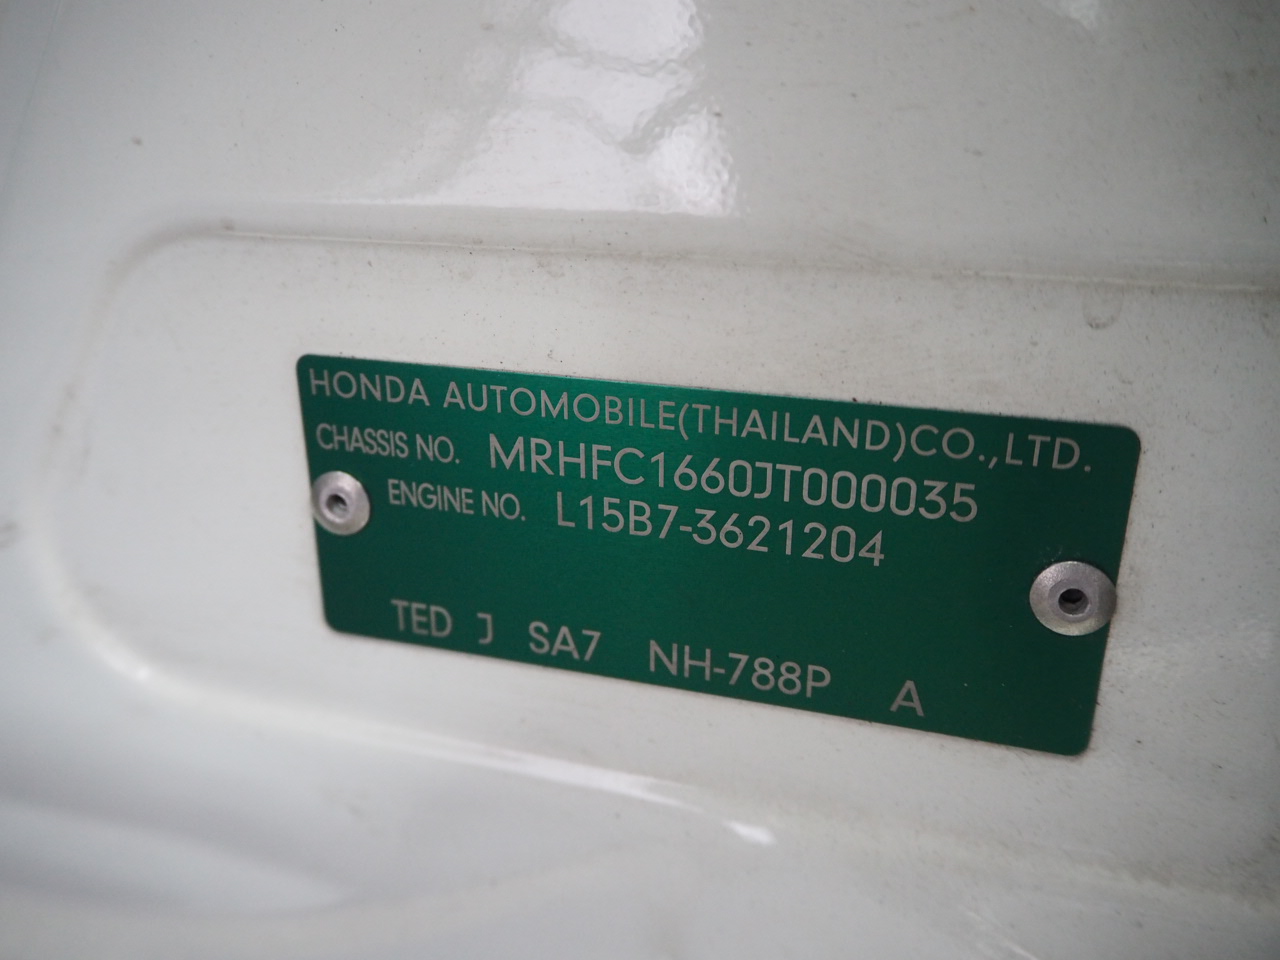 HONDA AUTOMOBILE(THAILAND)CO.,LTD.
CHASSIS NO. MRHFC1660JT000035
ENGINE NO. L15B7-3621204
TED J SA7 NH-788P A